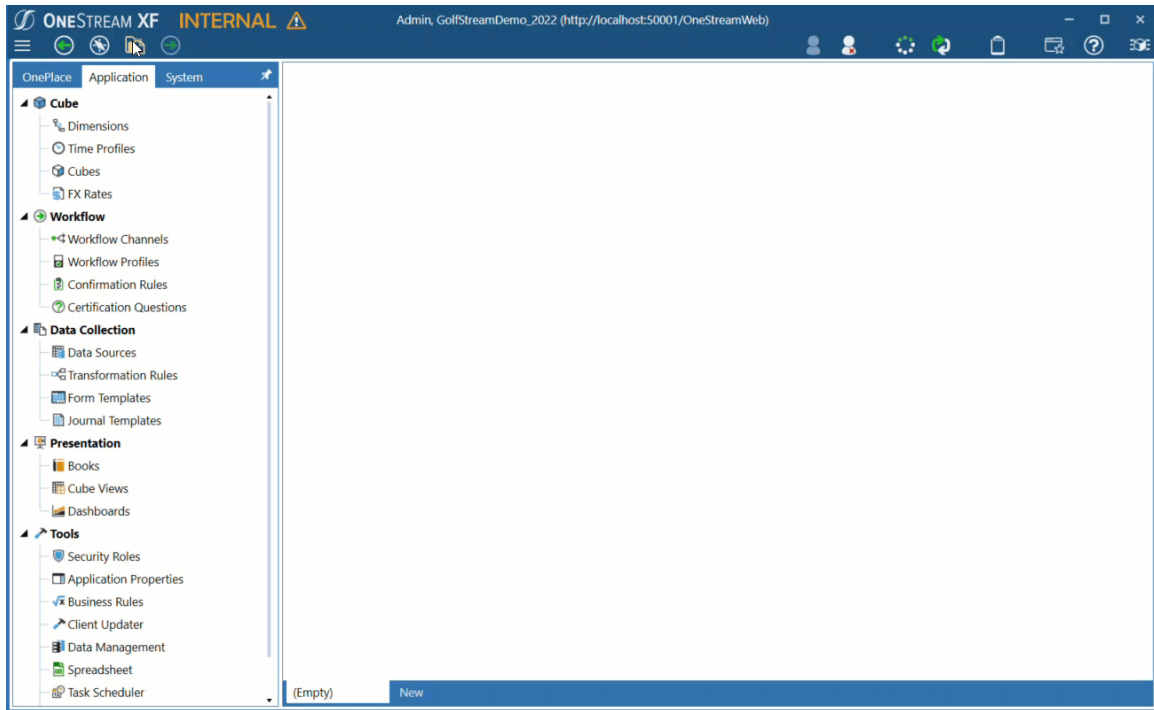 ONESTREAM XF INTERNAL
Admin, GolfStreamDemo_2022 (http://localhost:50001/OneStreamWeb)
OnePlace Application System
Cube
Dimensions
Time Profiles
Cubes
FX Rates
Workflow
Workflow Channels
Workflow Profiles
Confirmation Rules
Certification Questions
Data Collection
Data Sources
Transformation Rules
Form Templates
Journal Templates
Presentation
Books
Cube Views
Dashboards
Tools
Security Roles
Application Properties
Business Rules
Client Updater
Data Management
Spreadsheet
Task Scheduler
(Empty) New